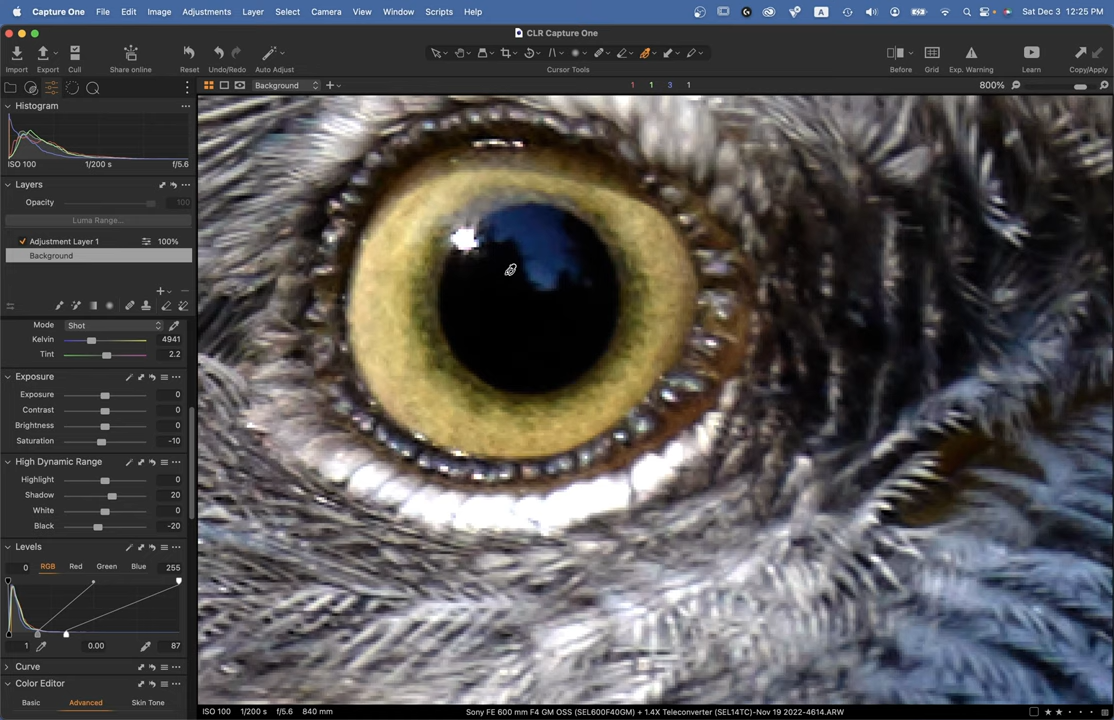 Capture One File Edit Image Adjustments Layer Select Camera View Window Scripts Help A Sat Dec 3 12:25 PM
CLR Capture One
Import Export Cull Share online Reset Undo/Redo Auto Adjust Cursor Tools Before Grid Exp. Warning Learn Copy/Apply
Background 1 1 3 1 800%
Histogram
ISO 100 1/200 s f/5.6
Layers
Opacity 100
Luma Range...
Adjustment Layer 1 100%
Background
Mode Shot
Kelvin 4941
Tint 2.2
Exposure
Exposure 0
Contrast 0
Brightness 0
Saturation -10
High Dynamic Range
Highlight 0
Shadow 20
White 0
Black -20
Levels
0 RGB Red Green Blue 255
1 0.00 87
Curve
Color Editor
Basic Advanced Skin Tone
ISO 100 1/200 s f/5.6 840 mm Sony FE 600 mm F4 GM OSS (SEL600F40GM) + 1.4X Teleconverter (SEL14TC)-Nov 19 2022-4614.ARW